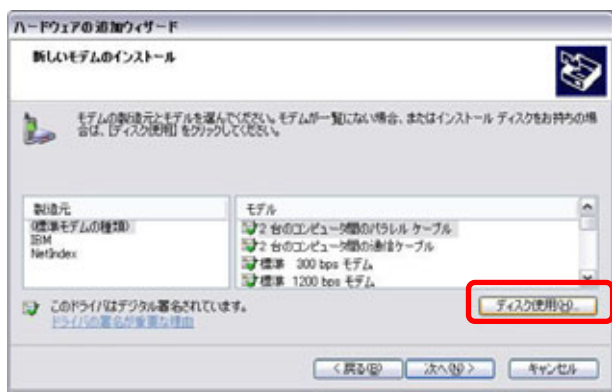 ハードウェアの追加ウィザード
新しいモデムのインストール
モデムの製造元とモデルを選んでください。モデムが一覧にない場合、またはインストール ディスクをお持ちの場
合は、[ディスク使用] をクリックしてください。
製造元
(標準モデムの種類)
IBM
NetIndex
モデル
2 台のコンピュータ間のパラレル ケーブル
2 台のコンピュータ間の通信ケーブル
標準 300 bps モデム
標準 1200 bps モデム
このドライバはデジタル署名されています。
ドライバの署名が重要な理由
ディスク使用(H)...
< 戻る(B)
次へ(N) >
キャンセル